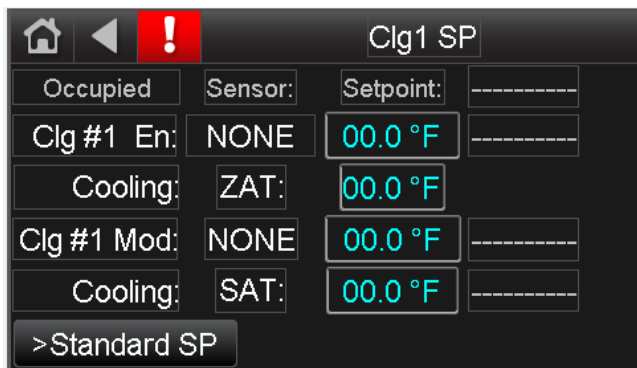 ! Clg1 SP
Occupied Sensor: Setpoint: ----------
Clg #1 En: NONE 00.0 °F ----------
Cooling: ZAT: 00.0 °F
Clg #1 Mod: NONE 00.0 °F ----------
Cooling: SAT: 00.0 °F ----------
>Standard SP